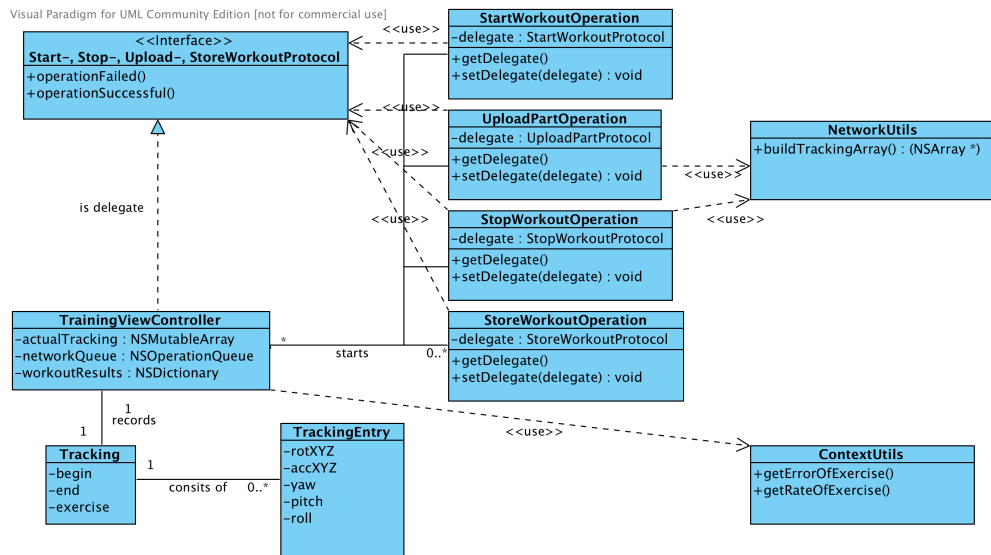 Visual Paradigm for UML Community Edition [not for commercial use]
<<Interface>>
Start-, Stop-, Upload-, StoreWorkoutProtocol
+operationFailed()
+operationSuccessful()
<<use>>
StartWorkoutOperation
-delegate : StartWorkoutProtocol
+getDelegate()
+setDelegate(delegate) : void
<<use>>
UploadPartOperation
-delegate : UploadPartProtocol
+getDelegate()
+setDelegate(delegate) : void
<<use>>
<<use>>
NetworkUtils
+buildTrackingArray() : (NSArray *)
is delegate
<<use>>
StopWorkoutOperation
-delegate : StopWorkoutProtocol
+getDelegate()
+setDelegate(delegate) : void
<<use>>
TrainingViewController
-actualTracking : NSMutableArray
-networkQueue : NSOperationQueue
-workoutResults : NSDictionary
*
starts
0..*
StoreWorkoutOperation
-delegate : StoreWorkoutProtocol
+getDelegate()
+setDelegate(delegate) : void
1
records
1
<<use>>
Tracking
-begin
-end
-exercise
1
consits of
0..*
TrackingEntry
-rotXYZ
-accXYZ
-yaw
-pitch
-roll
ContextUtils
+getErrorOfExercise()
+getRateOfExercise()